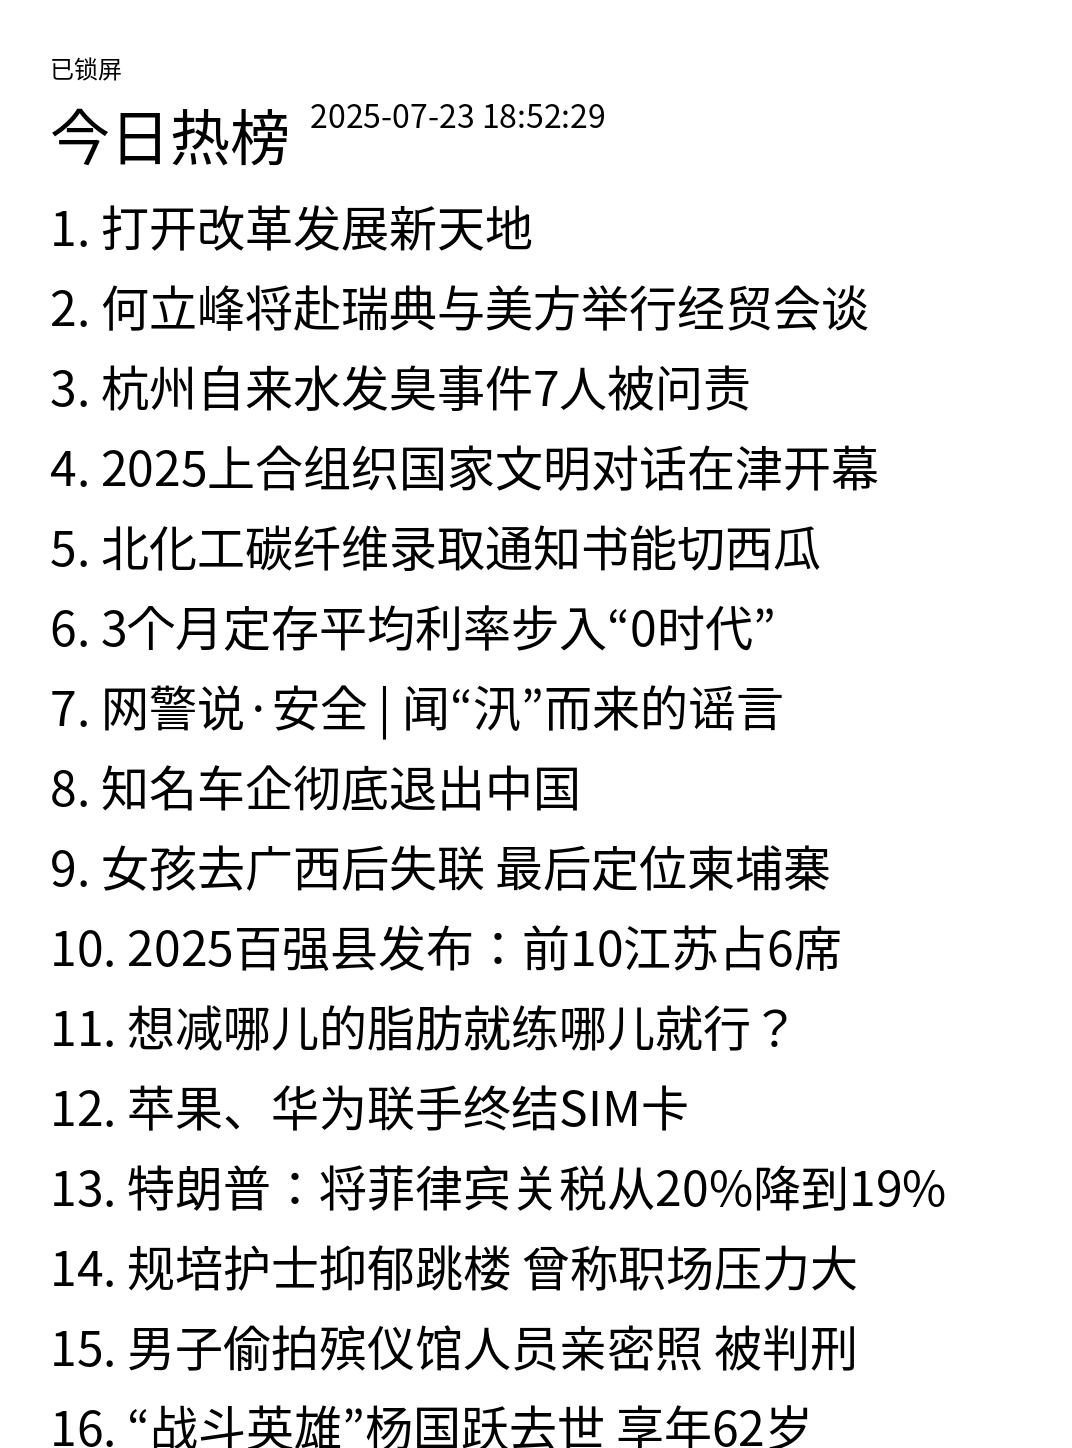 已锁屏
今日热榜 2025-07-23 18:52:29
1. 打开改革发展新天地
2. 何立峰将赴瑞典与美方举行经贸会谈
3. 杭州自来水发臭事件7人被问责
4. 2025上合组织国家文明对话在津开幕
5. 北化工碳纤维录取通知书能切西瓜
6. 3个月定存平均利率步入“0时代”
7. 网警说·安全 | 闻“汛”而来的谣言
8. 知名车企彻底退出中国
9. 女孩去广西后失联 最后定位柬埔寨
10. 2025百强县发布：前10江苏占6席
11. 想减哪儿的脂肪就练哪儿就行？
12. 苹果、华为联手终结SIM卡
13. 特朗普：将菲律宾关税从20%降到19%
14. 规培护士抑郁跳楼 曾称职场压力大
15. 男子偷拍殡仪馆人员亲密照 被判刑
16. “战斗英雄”杨国跃去世 享年62岁